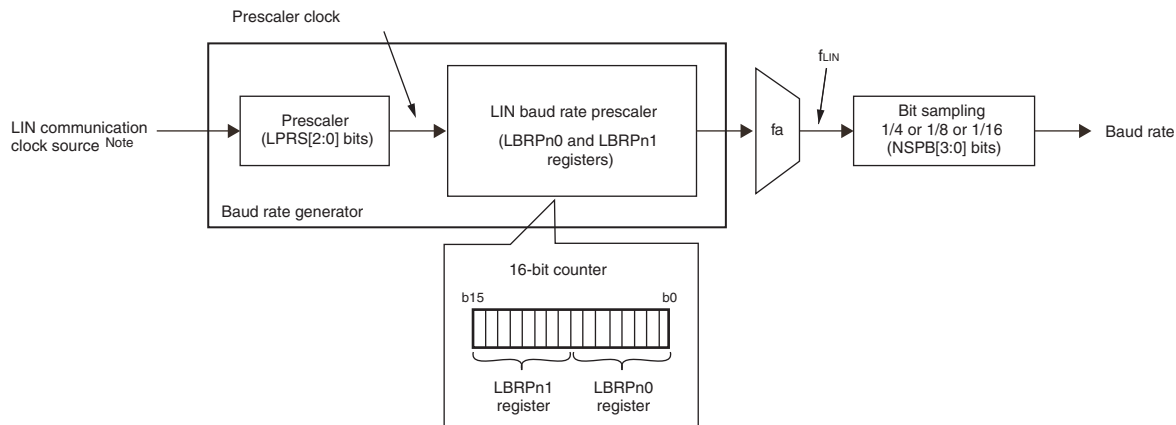 Prescaler clock
fLIN
LIN communication
clock source Note
Prescaler
(LPRS[2:0] bits)
LIN baud rate prescaler
(LBRPn0 and LBRPn1
registers)
fa
Bit sampling
1/4 or 1/8 or 1/16
(NSPB[3:0] bits)
Baud rate
Baud rate generator
16-bit counter
b15
b0
LBRPn1
register
LBRPn0
register